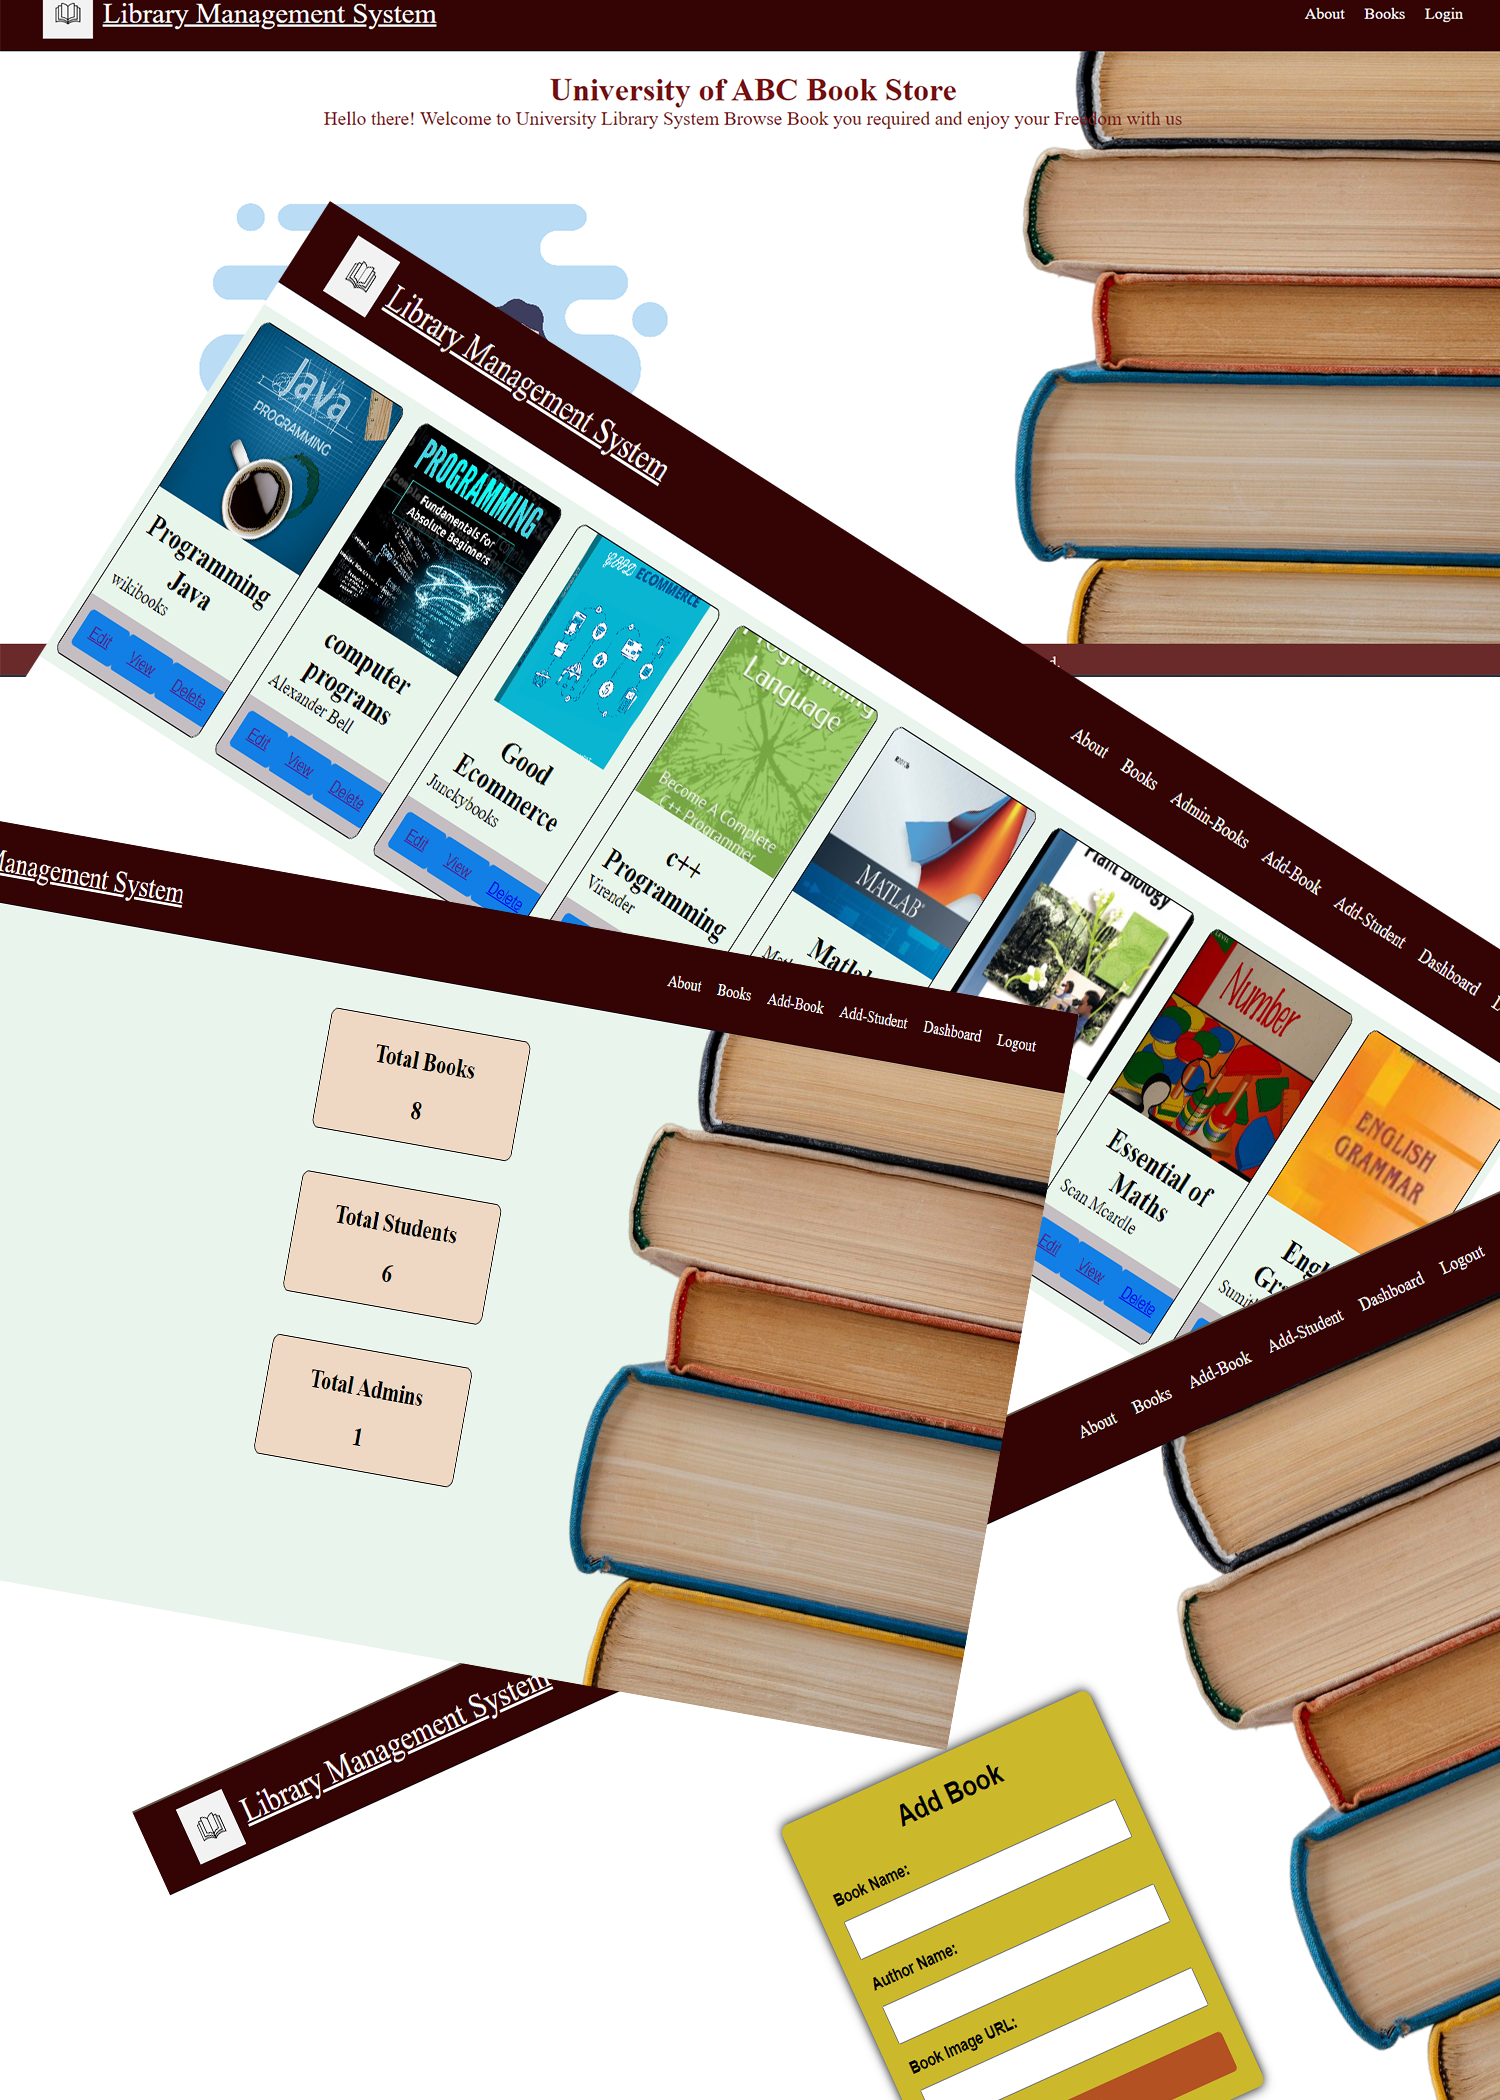 Library Management System
About Books Login
University of ABC Book Store
Hello there! Welcome to University Library System Browse Book you required and enjoy your Freedom with us
Library Management System
About Books Admin-Books Add-Book Add-Student Dashboard
Java
PROGRAMMING
Programming
Java
wikibooks
Edit View Delete
PROGRAMMING
Fundamentals for
Absolute Beginners
computer
programs
Alexander Bell
Edit View Delete
GOOD ECOMMERCE
Good
Ecommerce
Junckybooks
Edit View Delete
Programming
Language
Become A Complete
C++ Programmer
c++
Programming
Virender
MATLAB
Matlab
Plant Biology
Number
Essential of
Maths
Scan Mcardle
Edit View Delete
ENGLISH
GRAMMAR
Management System
About Books Add-Book Add-Student Dashboard Logout
Total Books
8
Total Students
6
Total Admins
1
Library Management System
About Books Add-Book Add-Student Dashboard Logout
Add Book
Book Name:
Author Name:
Book Image URL: